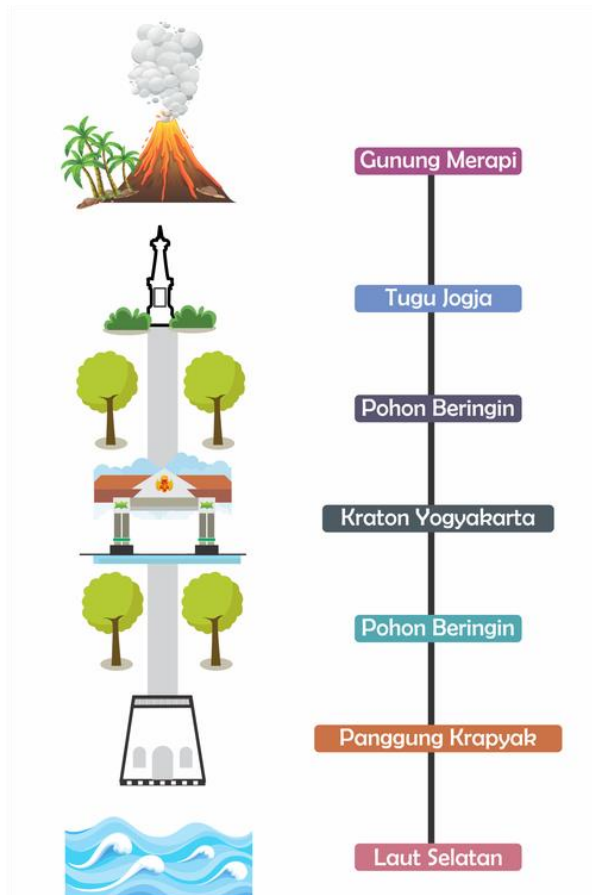 Gunung Merapi
Tugu Jogja
Pohon Beringin
Kraton Yogyakarta
Pohon Beringin
Panggung Krapyak
Laut Selatan